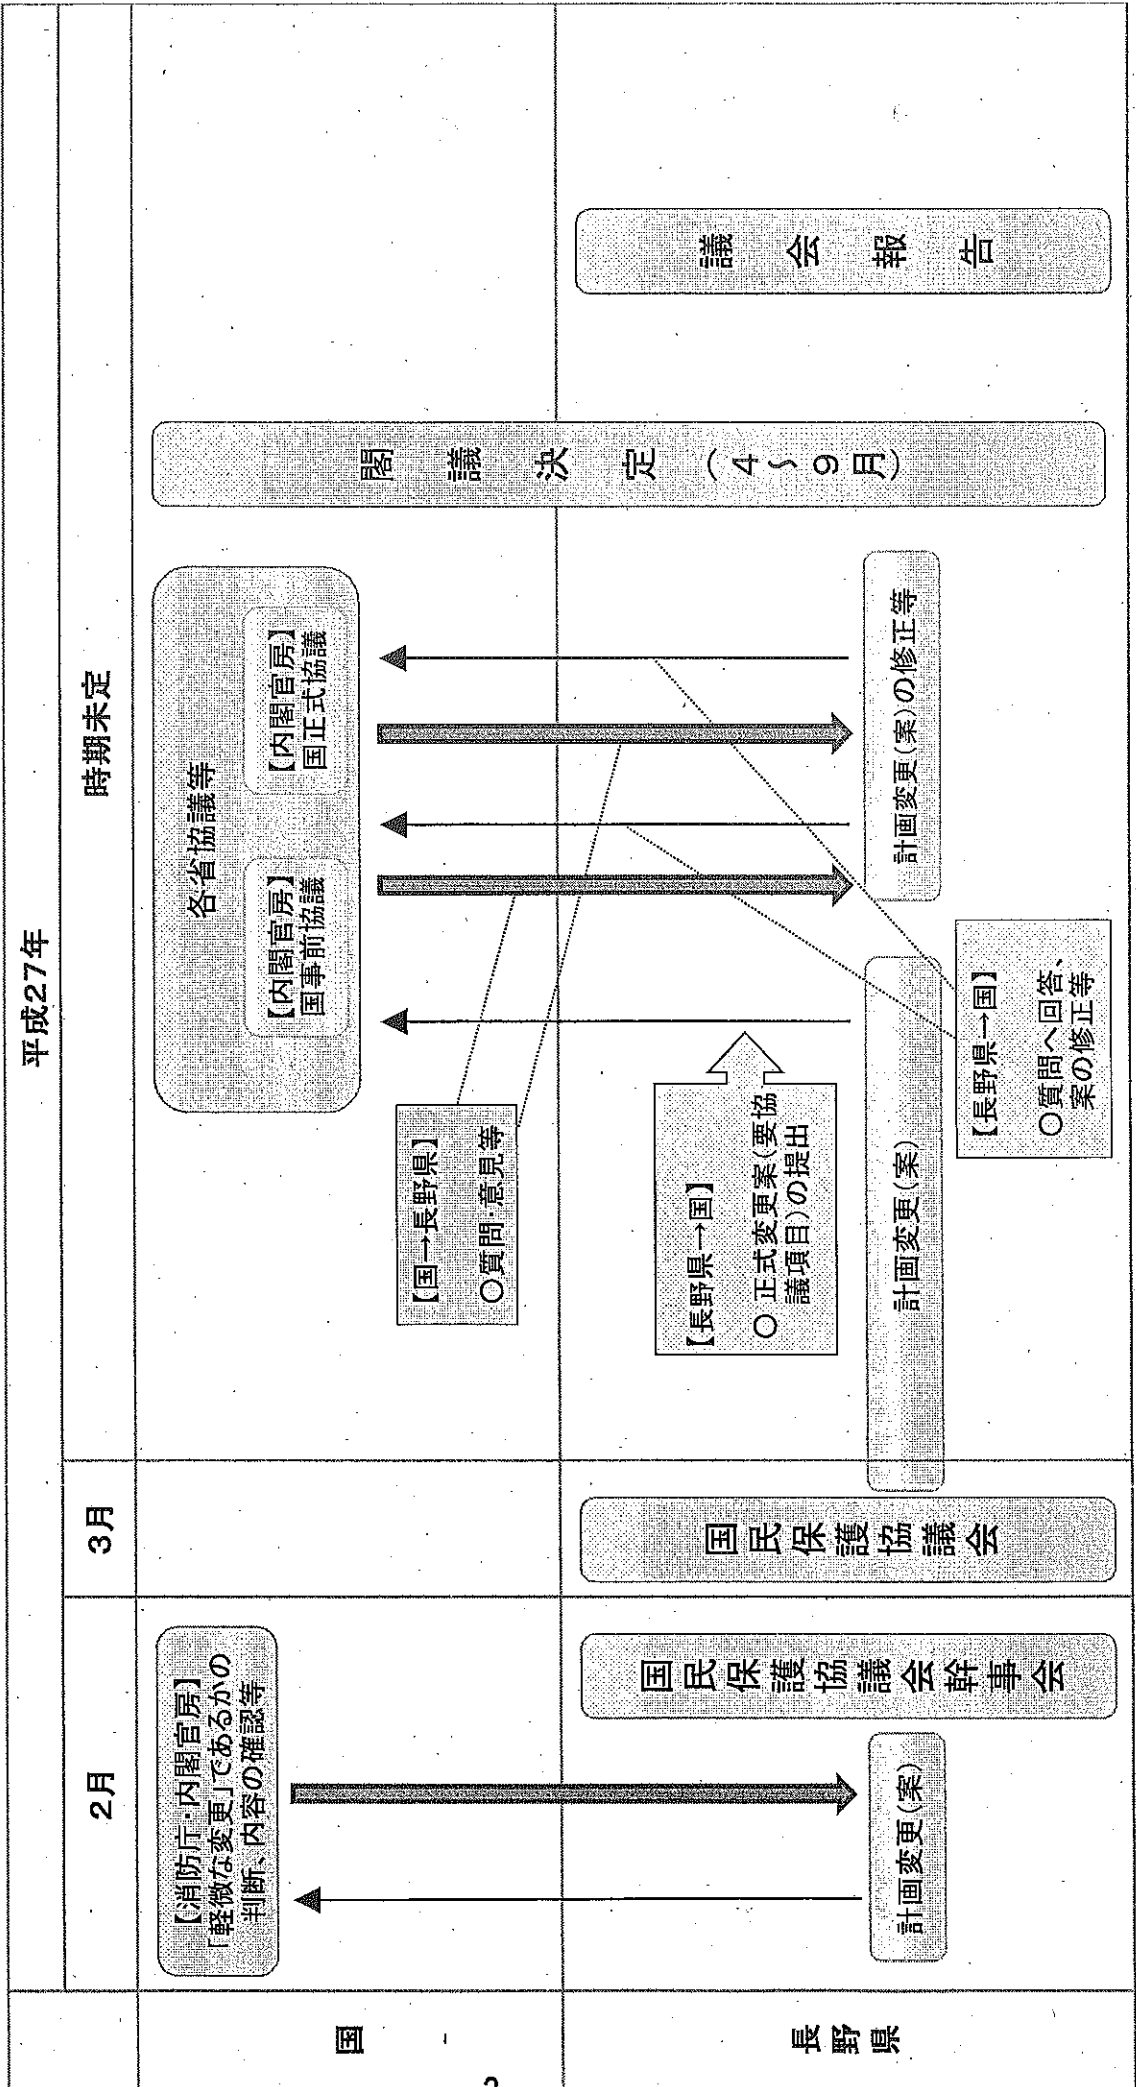 平成27年
2月
3月
時期未定
国
【消防庁・内閣官房】
「軽微な変更」であるかの
判断、内容の確認等
各省協議等
【内閣官房】
国事前協議
【内閣官房】
国正式協議
【国→長野県】
○質問・意見等
閣議決定(4~9月)
長野県
計画変更(案)
国民保護協議会幹事会
国民保護協議会
計画変更(案)
【長野県→国】
○ 正式変更案(要協
議項目)の提出
【長野県→国】
○質問へ回答、
案の修正等
計画変更(案)の修正等
議会報告